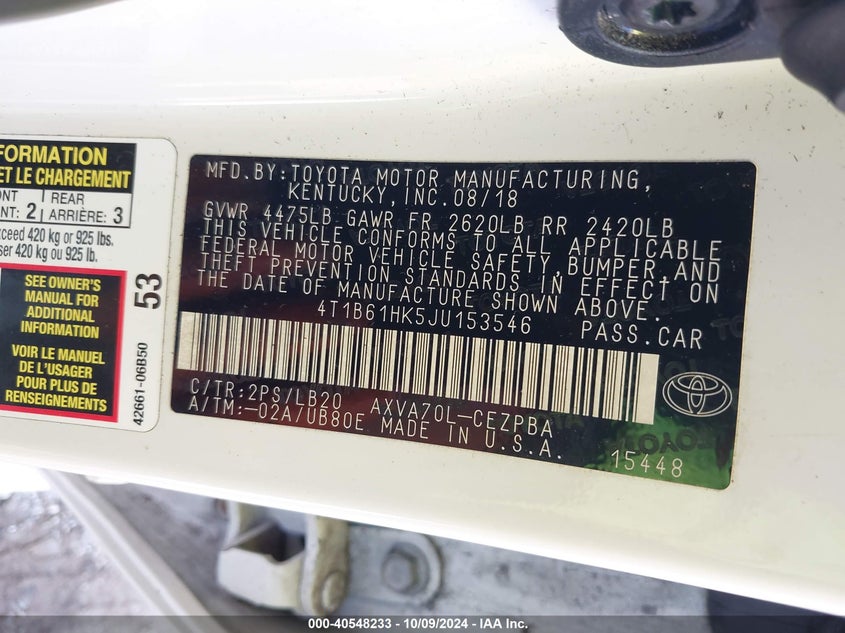 FORMATION
ET LE CHARGEMENT
2 REAR
2 ARRIÈRE: 3
exceed 420 kg or 925 lbs.
420 kg ou 925 lb.
SEE OWNER'S
MANUAL FOR
ADDITIONAL
INFORMATION
VOIR LE MANUEL
DE L'USAGER
POUR PLUS DE
RENSEIGNEMENTS
53
42661-06B50
MFD.BY:TOYOTA MOTOR MANUFACTURING,
KENTUCKY,INC.08/18
GVWR 4475LB GAWR FR 2620LB RR 2420LB
THIS VEHICLE CONFORMS TO ALL APPLICABLE
FEDERAL MOTOR VEHICLE SAFETY,BUMPER,AND
THEFT PREVENTION STANDARDS IN EFFECT ON
THE DATE OF MANUFACTURE SHOWN ABOVE.
4T1B61HK5JU153546 PASS.CAR
C/TR:2PS/LB20 AXVA70L-CEZPBA
A/TM:-02A/UB80E MADE IN U.S.A.
15448
000-40548233 - 10/09/2024 - IAA Inc.